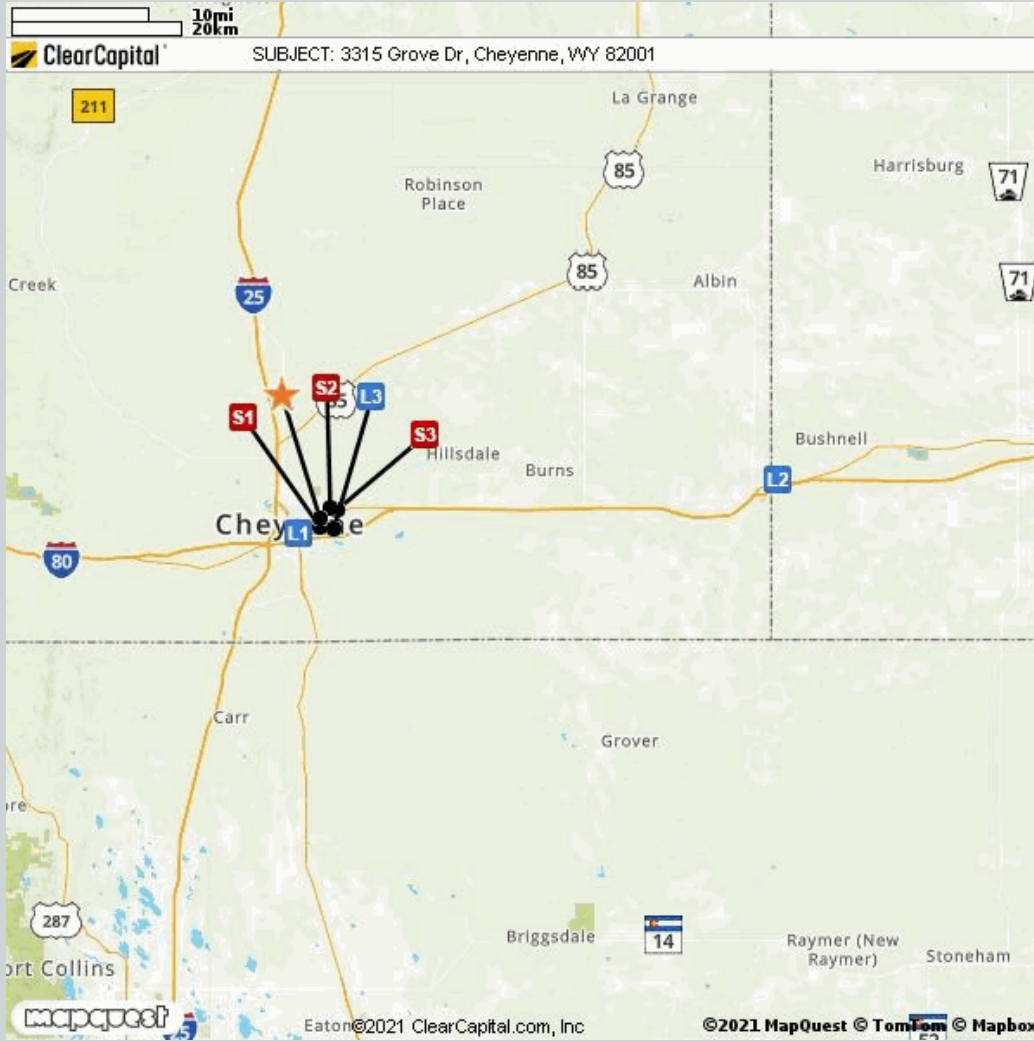 10mi
20km
ClearCapital
SUBJECT: 3315 Grove Dr, Cheyenne, WY 82001
211
La Grange
85
Harrisburg
71
Robinson
Place
85
71
Creek
25
Albin
S2
L3
S1
S3
Hillsdale
Burns
Bushnell
L2
Chey
L1
80
Carr
Grover
287
Briggsdale
14
Raymer (New
Raymer)
Stoneham
ort Collins
mapquest
Eaton
©2021 ClearCapital.com, Inc
©2021 MapQuest © TomTom © Mapbox